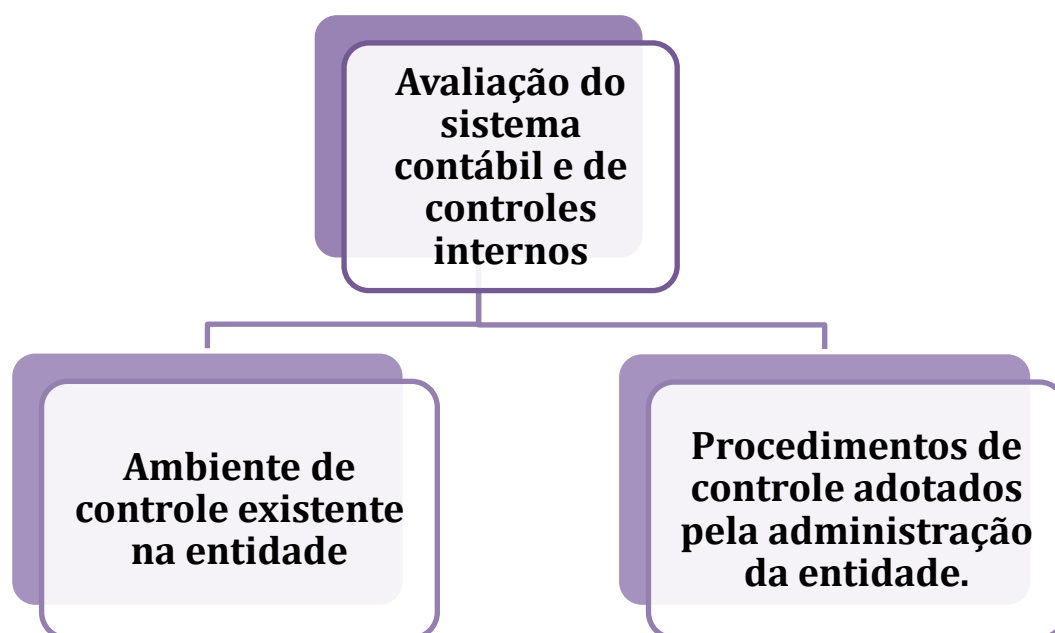 Avaliação do
sistema
contábil e de
controles
internos
Ambiente de
controle existente
na entidade
Procedimentos de
controle adotados
pela administração
da entidade.